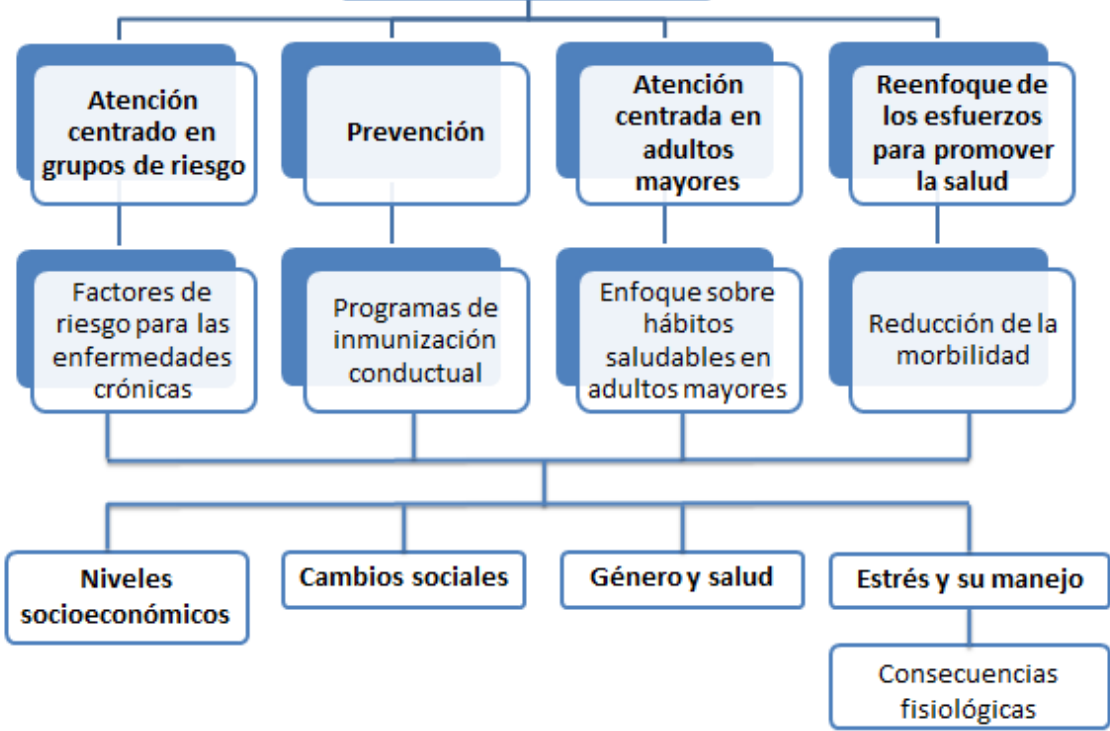 Atención
centrado en
grupos de riesgo
Prevención
Atención
centrada en
adultos
mayores
Reenfoque de
los esfuerzos
para promover
la salud
Factores de
riesgo para las
enfermedades
crónicas
Programas de
inmunización
conductual
Enfoque sobre
hábitos
saludables en
adultos mayores
Reducción de la
morbilidad
Niveles
socioeconómicos
Cambios sociales
Género y salud
Estrés y su manejo
Consecuencias
fisiológicas